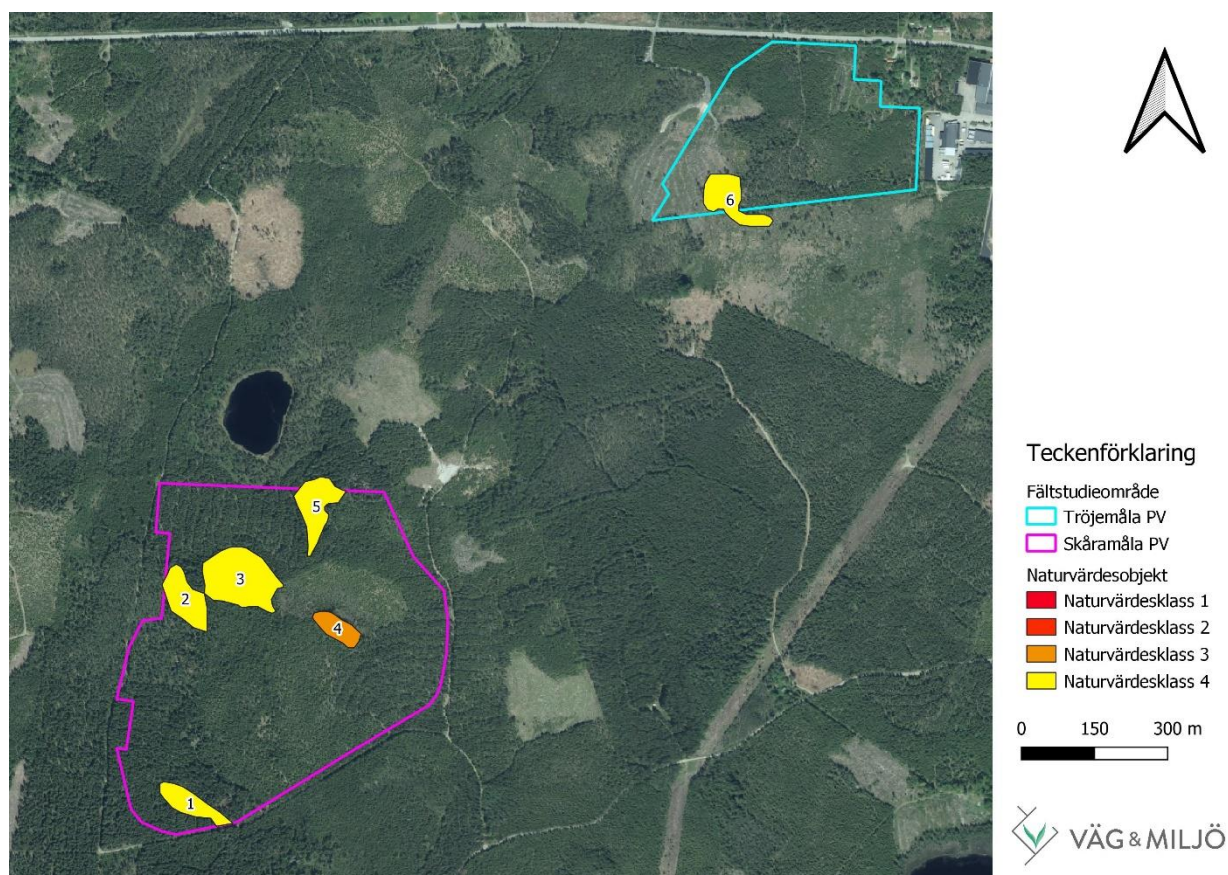 6
5
3
2
4
1
Teckenförklaring
Fältstudieområde
Tröjemåla PV
Skåramåla PV
Naturvärdesobjekt
Naturvärdesklass 1
Naturvärdesklass 2
Naturvärdesklass 3
Naturvärdesklass 4
0 150 300 m
VÄG & MILJÖ